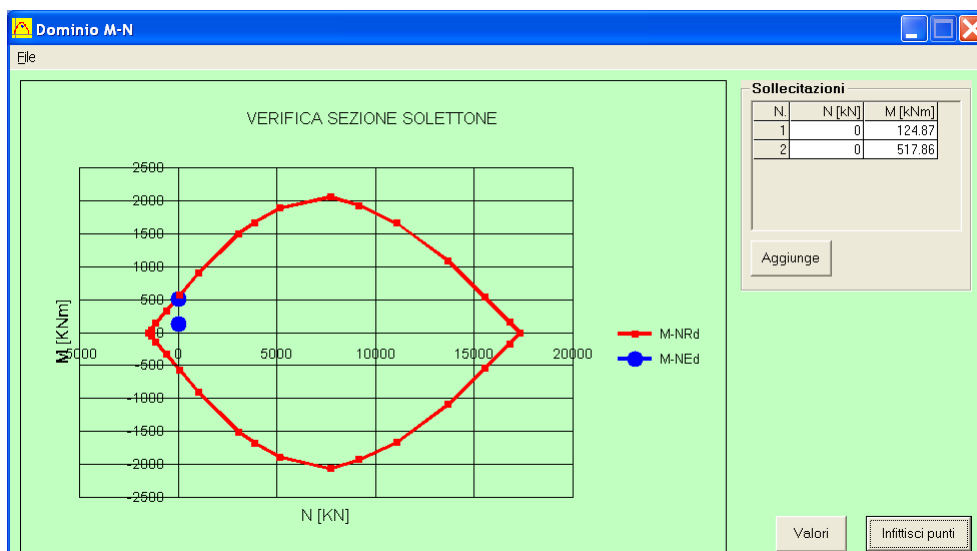 Dominio M-N
File
VERIFICA SEZIONE SOLETTONE
2500
2000
1500
1000
500
0
-500
-1000
-1500
-2000
-2500
M [KNm]
-5000 0 5000 10000 15000 20000
N [KN]
M-NRd
M-NEd
Sollecitazioni
N. N [kN] M [kNm]
1 0 124.87
2 0 517.86
Aggiunge
Valori
Infittisci punti